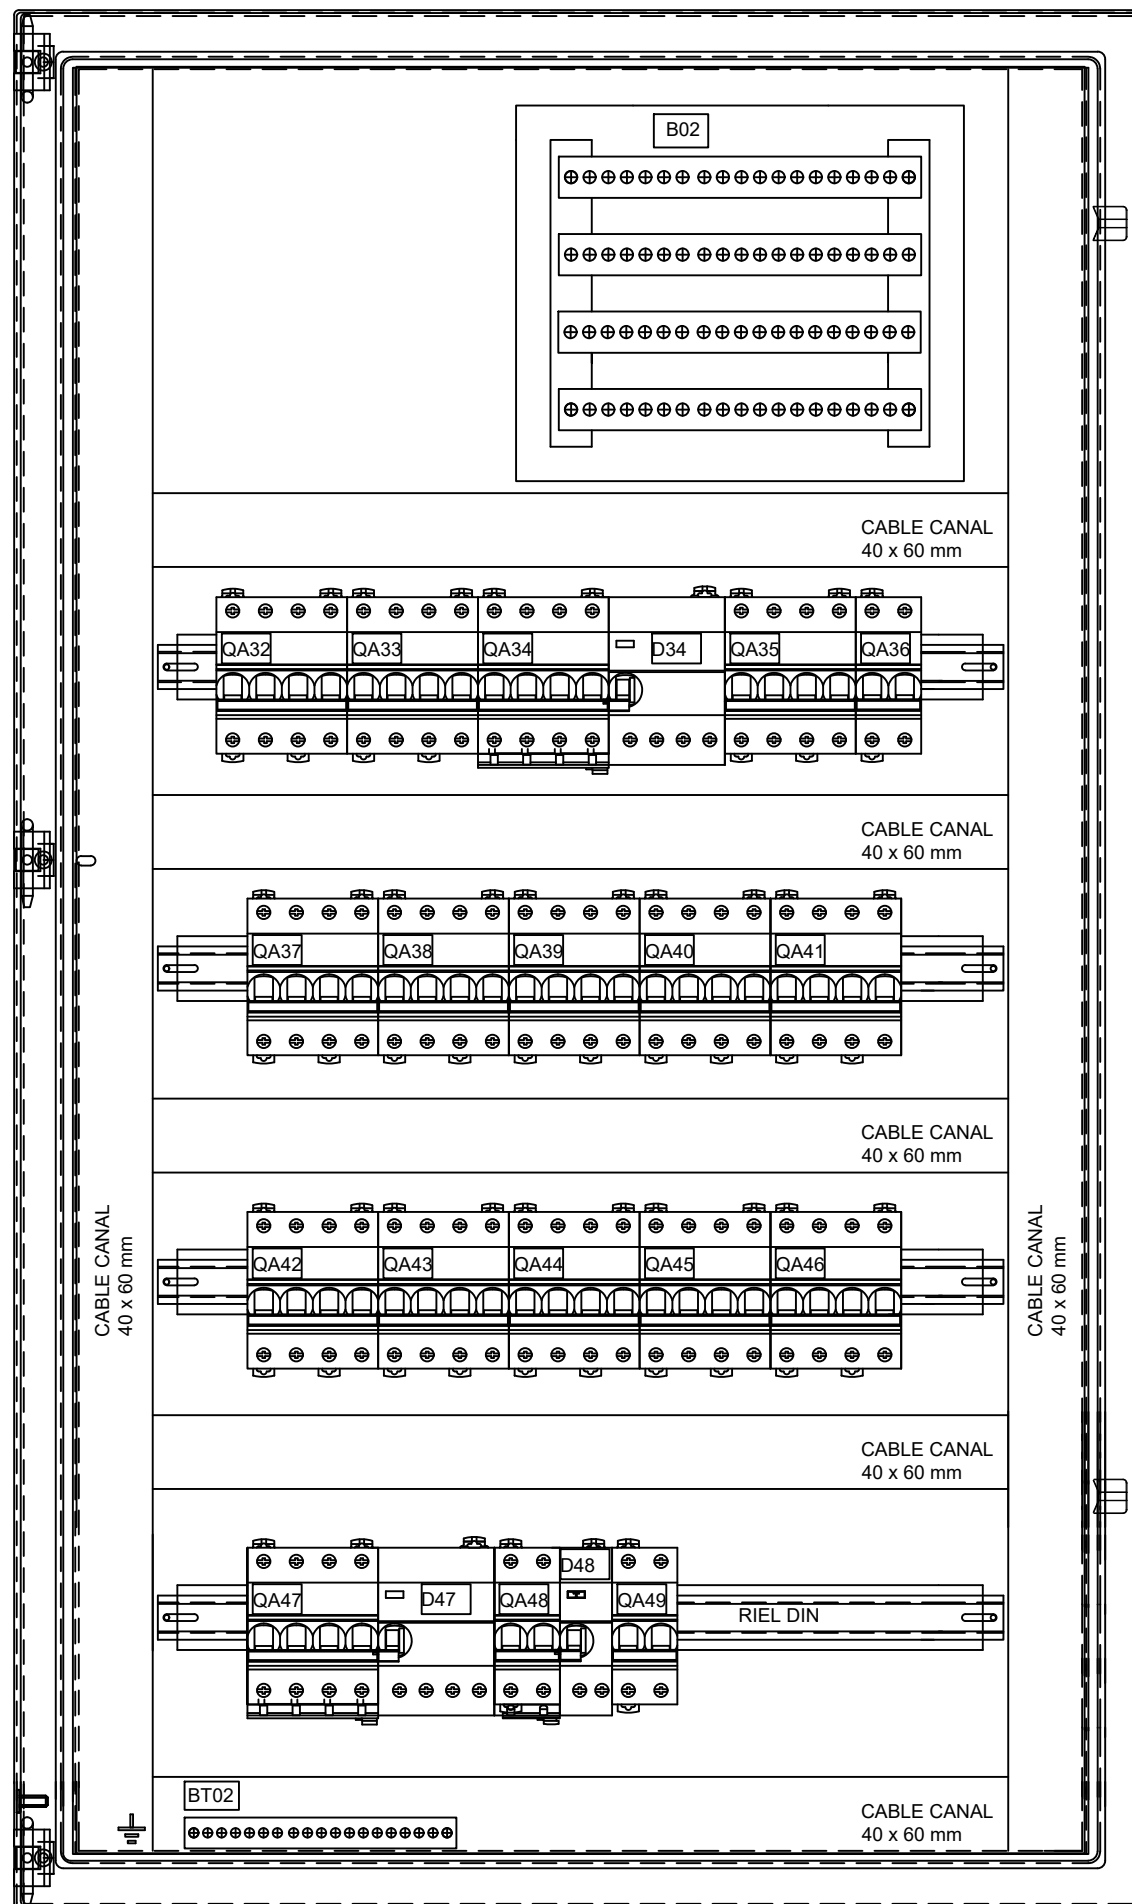 B02
CABLE CANAL
40 x 60 mm
QA32
QA33
QA34
D34
QA35
QA36
CABLE CANAL
40 x 60 mm
QA37
QA38
QA39
QA40
QA41
CABLE CANAL
40 x 60 mm
CABLE CANAL
40 x 60 mm
CABLE CANAL
40 x 60 mm
QA42
QA43
QA44
QA45
QA46
CABLE CANAL
40 x 60 mm
D48
QA47
D47
QA48
QA49
RIEL DIN
BT02
CABLE CANAL
40 x 60 mm